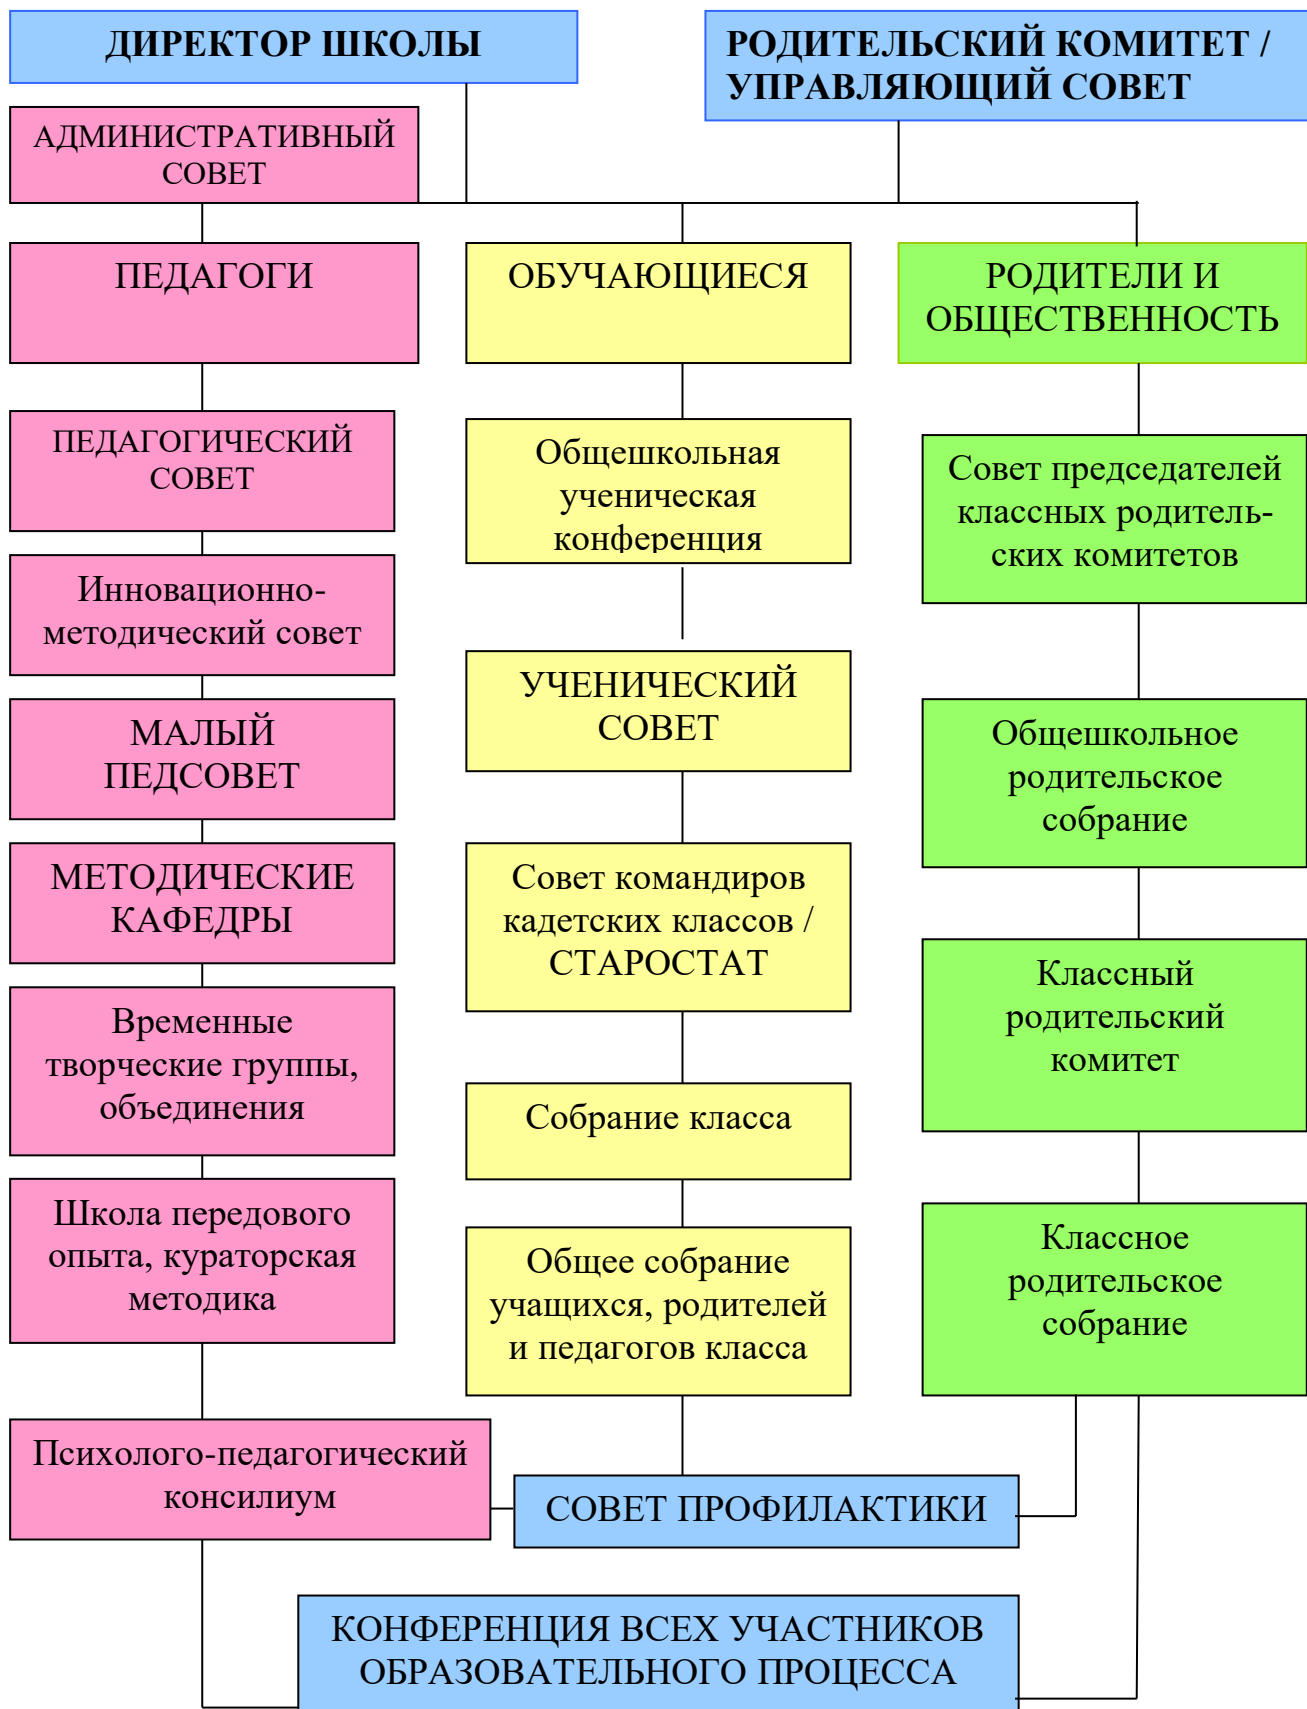 ДИРЕКТОР ШКОЛЫ
РОДИТЕЛЬСКИЙ КОМИТЕТ /
УПРАВЛЯЮЩИЙ СОВЕТ
АДМИНИСТРАТИВНЫЙ
СОВЕТ
ПЕДАГОГИ
ОБУЧАЮЩИЕСЯ
РОДИТЕЛИ И
ОБЩЕСТВЕННОСТЬ
ПЕДАГОГИЧЕСКИЙ
СОВЕТ
Инновационно-
методический совет
МАЛЫЙ
ПЕДСОВЕТ
МЕТОДИЧЕСКИЕ
КАФЕДРЫ
Временные
творческие группы,
объединения
Школа передового
опыта, кураторская
методика
Психолого-педагогический
консилиум
Общешкольная
ученическая
конференция
УЧЕНИЧЕСКИЙ
СОВЕТ
Совет командиров
кадетских классов /
СТАРОСТАТ
Собрание класса
Общее собрание
учащихся, родителей
и педагогов класса
Совет председателей
классных родитель-
ских комитетов
Общешкольное
родительское
собрание
Классный
родительский
комитет
Классное
родительское
собрание
СОВЕТ ПРОФИЛАКТИКИ
КОНФЕРЕНЦИЯ ВСЕХ УЧАСТНИКОВ
ОБРАЗОВАТЕЛЬНОГО ПРОЦЕССА